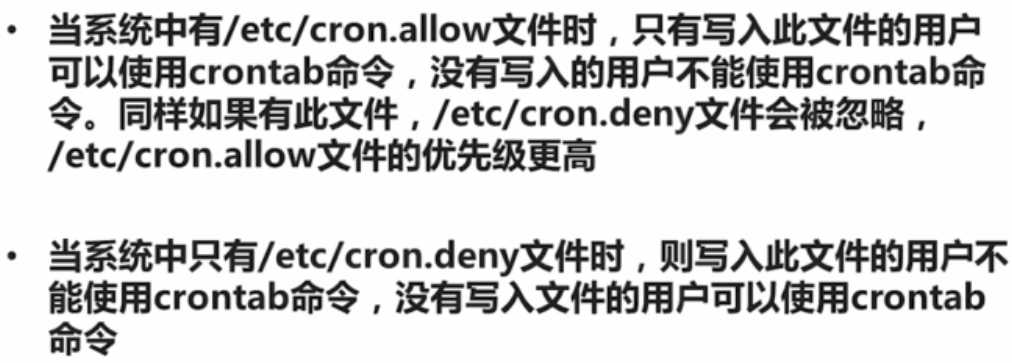 • 当系统中有/etc/cron.allow文件时，只有写入此文件的用户
可以使用crontab命令，没有写入的用户不能使用crontab命
令。同样如果有此文件，/etc/cron.deny文件会被忽略，
/etc/cron.allow文件的优先级更高
• 当系统中只有/etc/cron.deny文件时，则写入此文件的用户不
能使用crontab命令，没有写入文件的用户可以使用crontab
命令